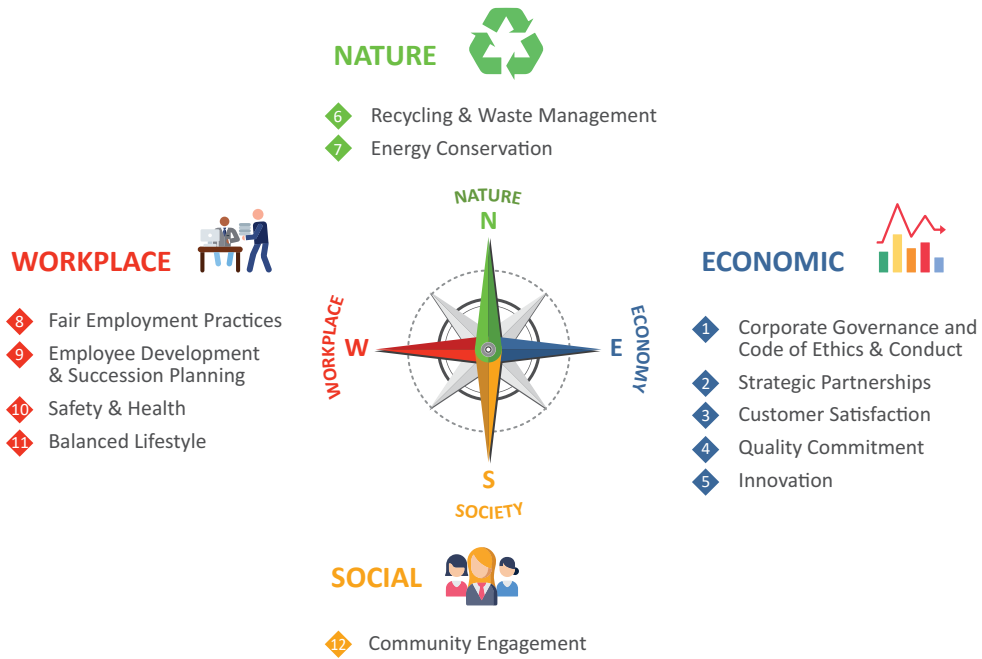 NATURE
6 Recycling & Waste Management
7 Energy Conservation
NATURE
N
WORKPLACE
8 Fair Employment Practices
9 Employee Development
& Succession Planning
10 Safety & Health
11 Balanced Lifestyle
WORKPLACE
W
E
ECONOMY
ECONOMIC
1 Corporate Governance and
Code of Ethics & Conduct
2 Strategic Partnerships
3 Customer Satisfaction
4 Quality Commitment
5 Innovation
S
SOCIETY
SOCIAL
12 Community Engagement